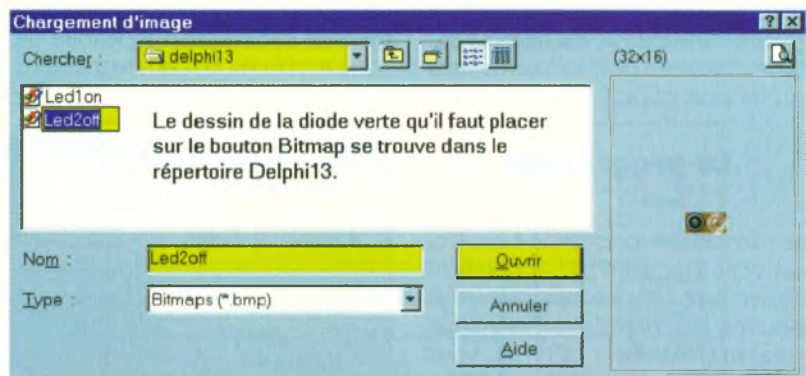 Chargement d'image
Chercher : delphi13 (32x16)
Led1on
Led2off
Le dessin de la diode verte qu'il faut placer
sur le bouton Bitmap se trouve dans le
répertoire Delphi13.
Nom : Led2off Ouvrir
Type : Bitmaps (*.bmp) Annuler
Aide